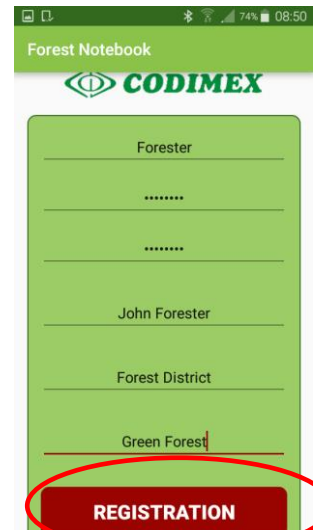 74% 08:50
Forest Notebook
CODIMEX
Forester
••••••••
••••••••
John Forester
Forest District
Green Forest
REGISTRATION